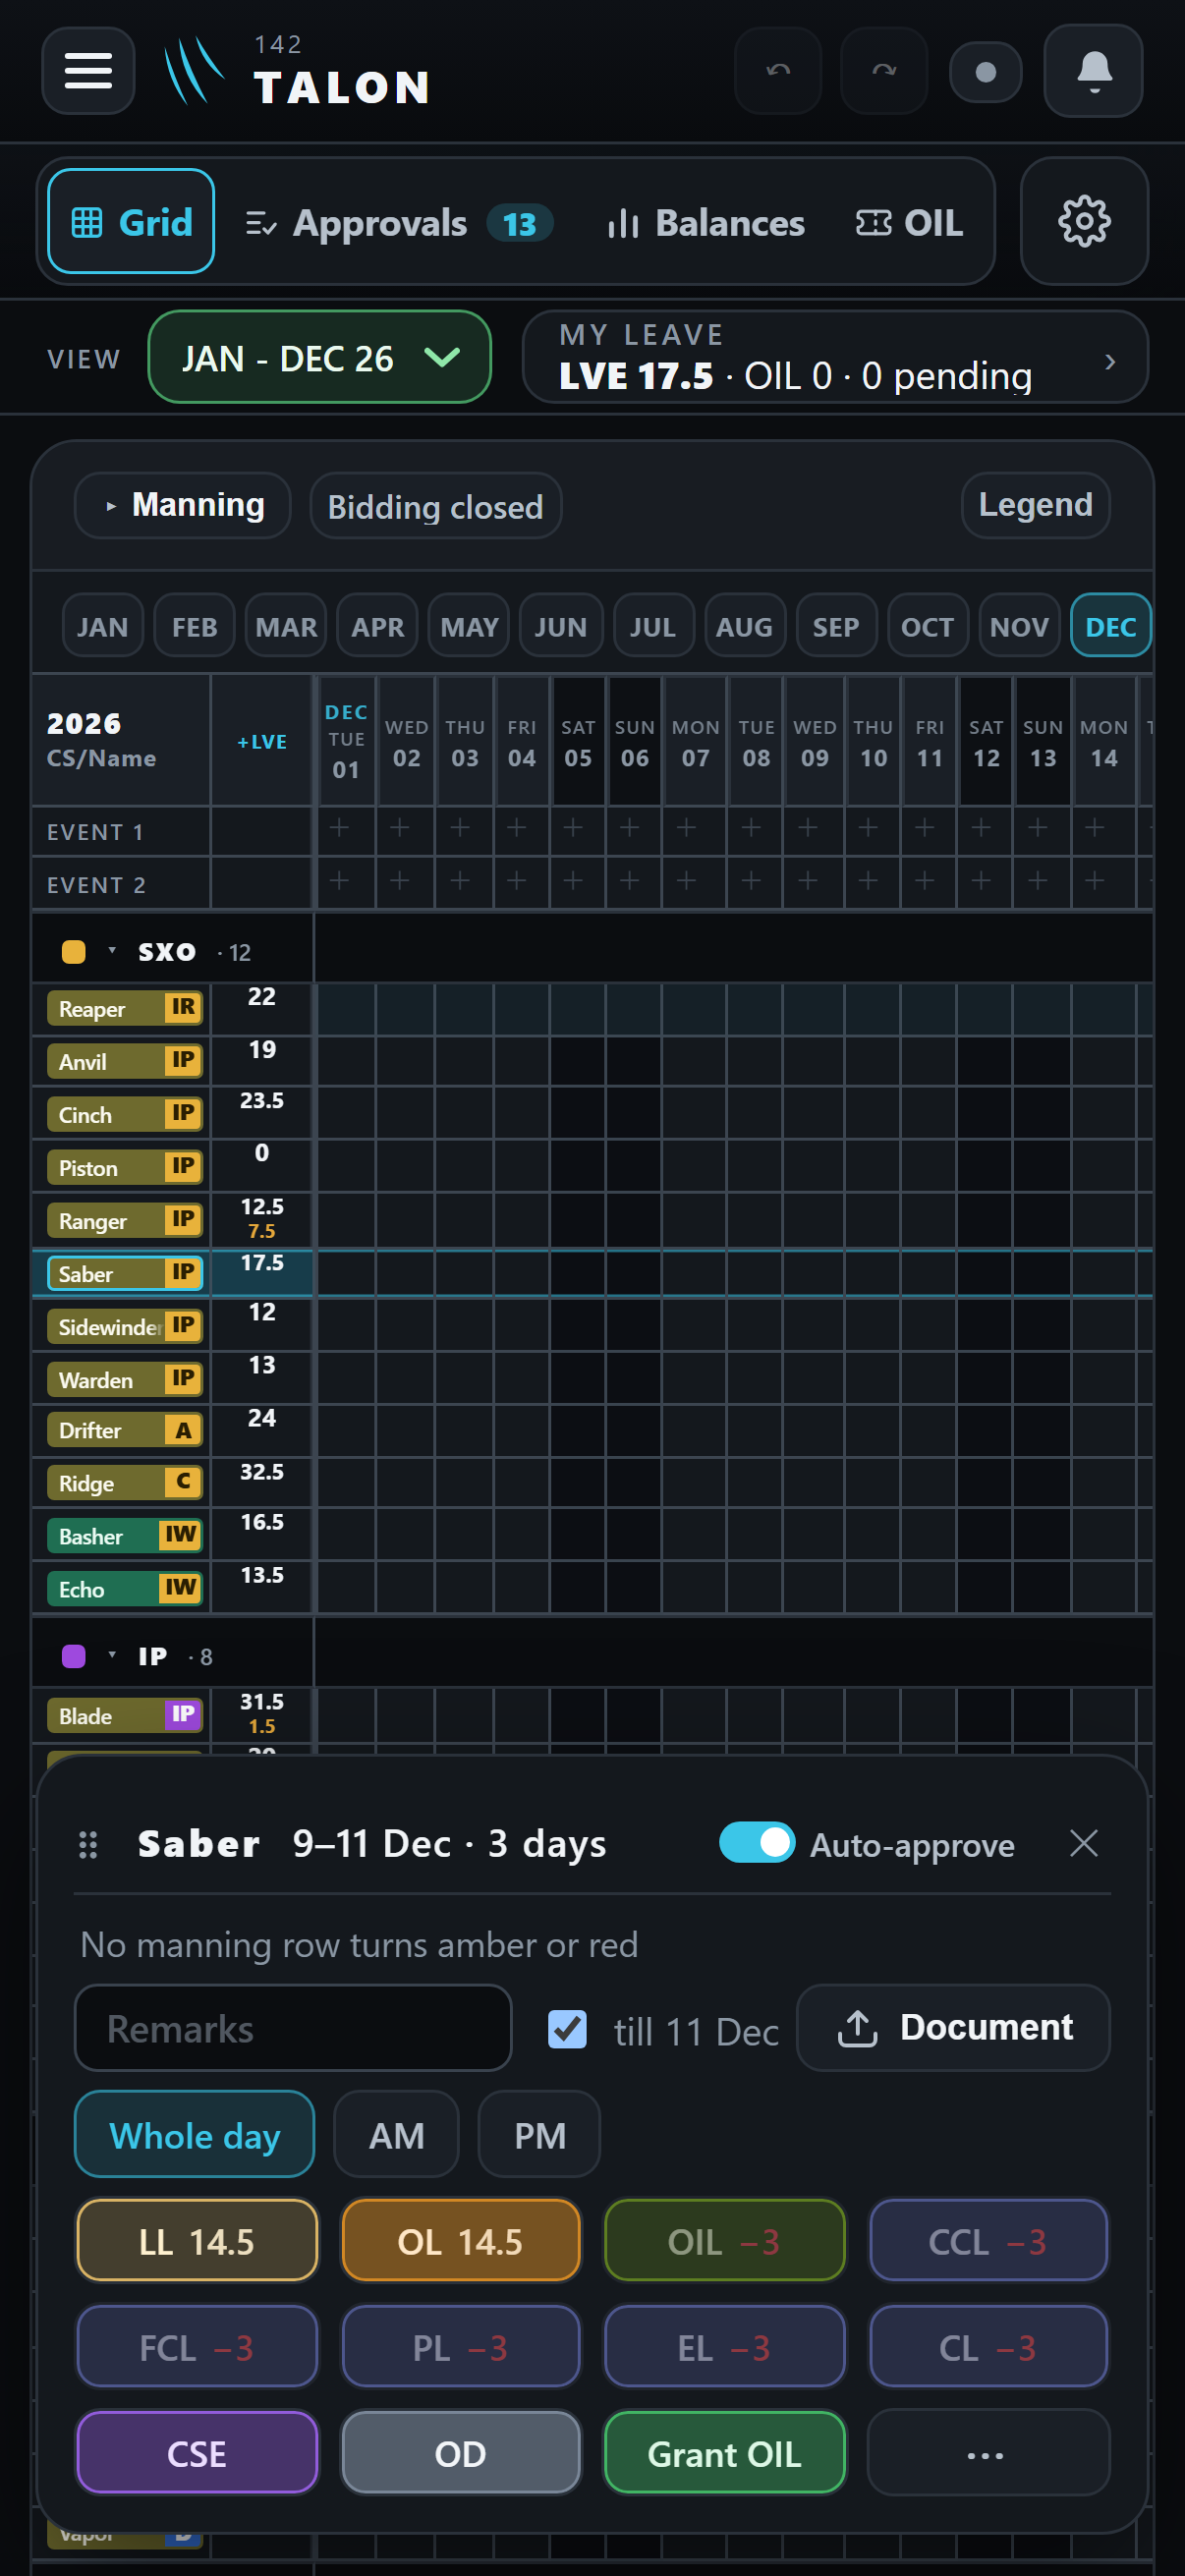 142
TALON
Grid Approvals 13 Balances OIL
VIEW JAN - DEC 26 MY LEAVE
LVE 17.5 · OIL 0 · 0 pending ›
▸ Manning Bidding closed Legend
JAN FEB MAR APR MAY JUN JUL AUG SEP OCT NOV DEC
2026
CS/Name
+LVE
DEC TUE 01
WED 02
THU 03
FRI 04
SAT 05
SUN 06
MON 07
TUE 08
WED 09
THU 10
FRI 11
SAT 12
SUN 13
MON 14
EVENT 1 + + + + + + + + + + + + + +
EVENT 2 + + + + + + + + + + + + + +
▾ SXO · 12
Reaper IR 22
Anvil IP 19
Cinch IP 23.5
Piston IP 0
Ranger IP 12.5
7.5
Saber IP 17.5
Sidewinder IP 12
Warden IP 13
Drifter A 24
Ridge C 32.5
Basher IW 16.5
Echo IW 13.5
▾ IP · 8
Blade IP 31.5
1.5
Saber 9–11 Dec · 3 days Auto-approve
No manning row turns amber or red
Remarks till 11 Dec Document
Whole day AM PM
LL 14.5 OL 14.5 OIL −3 CCL −3
FCL −3 PL −3 EL −3 CL −3
CSE OD Grant OIL ···